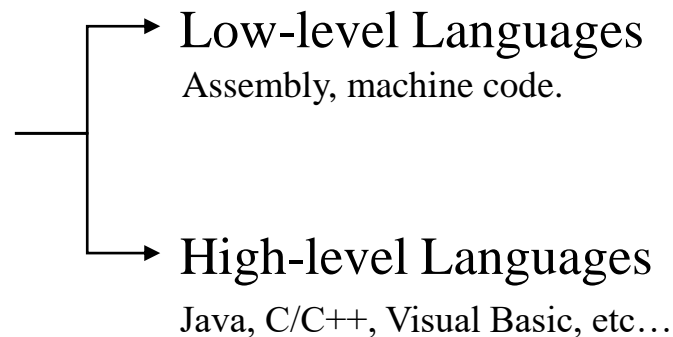 Low-level Languages
Assembly, machine code.
High-level Languages
Java, C/C++, Visual Basic, etc…